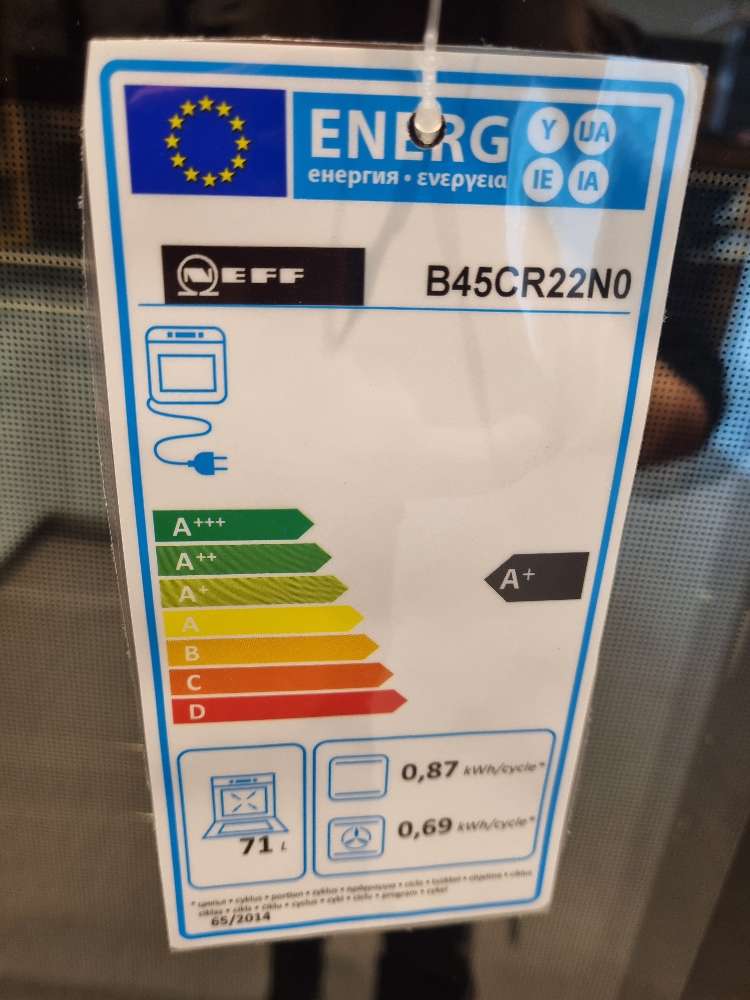 ENERG Y UA
енергия · ενεργεια IE IA
NEFF B45CR22N0
A+++
A++
A+
A+
A
B
C
D
0,87 kWh/cycle*
71 L
0,69 kWh/cycle*
65/2014